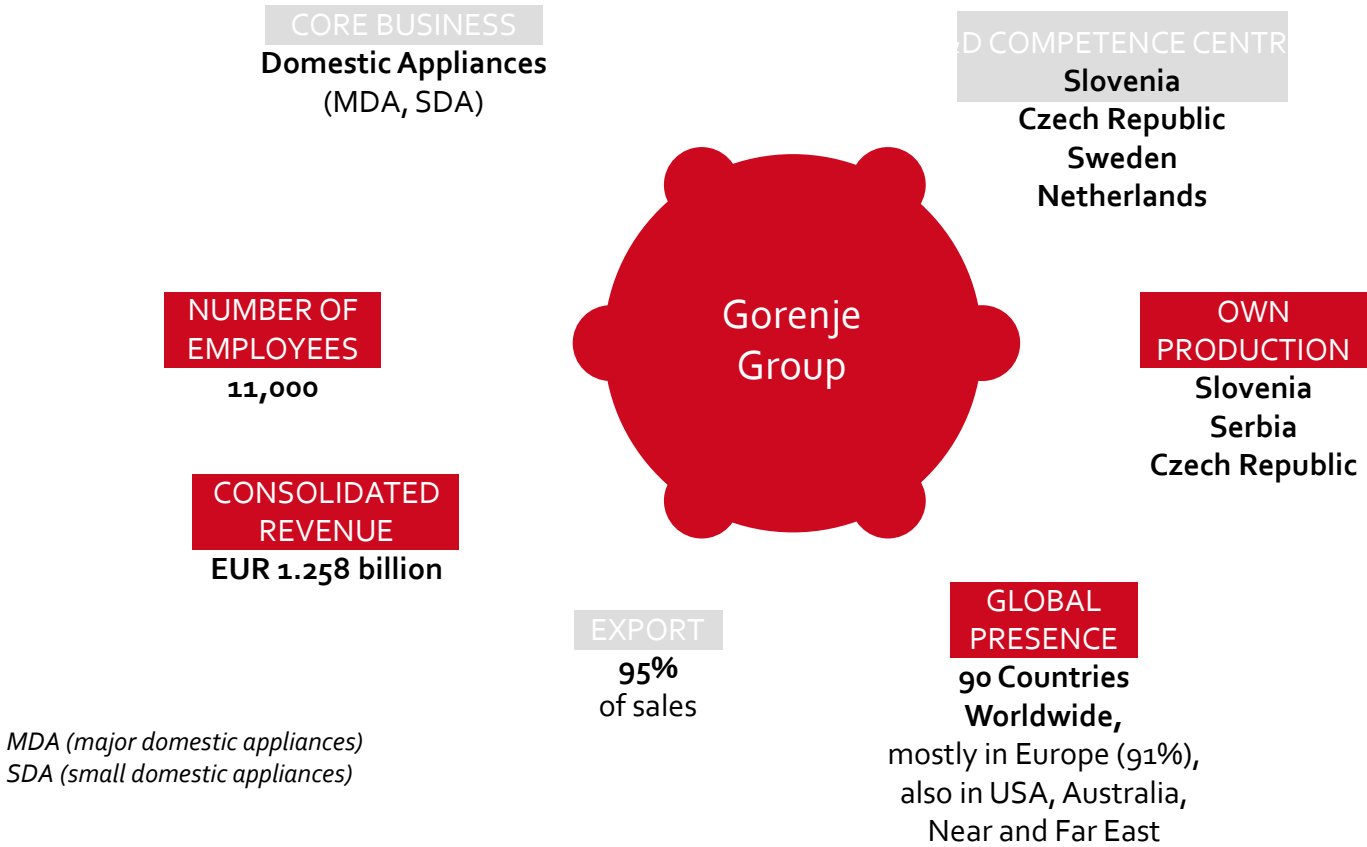 CORE BUSINESS
Domestic Appliances
(MDA, SDA)
D COMPETENCE CENTR
Slovenia
Czech Republic
Sweden
Netherlands
Gorenje
Group
NUMBER OF
EMPLOYEES
11,000
OWN
PRODUCTION
Slovenia
Serbia
Czech Republic
CONSOLIDATED
REVENUE
EUR 1.258 billion
EXPORT
95%
of sales
GLOBAL
PRESENCE
90 Countries
Worldwide,
mostly in Europe (91%),
also in USA, Australia,
Near and Far East
MDA (major domestic appliances)
SDA (small domestic appliances)